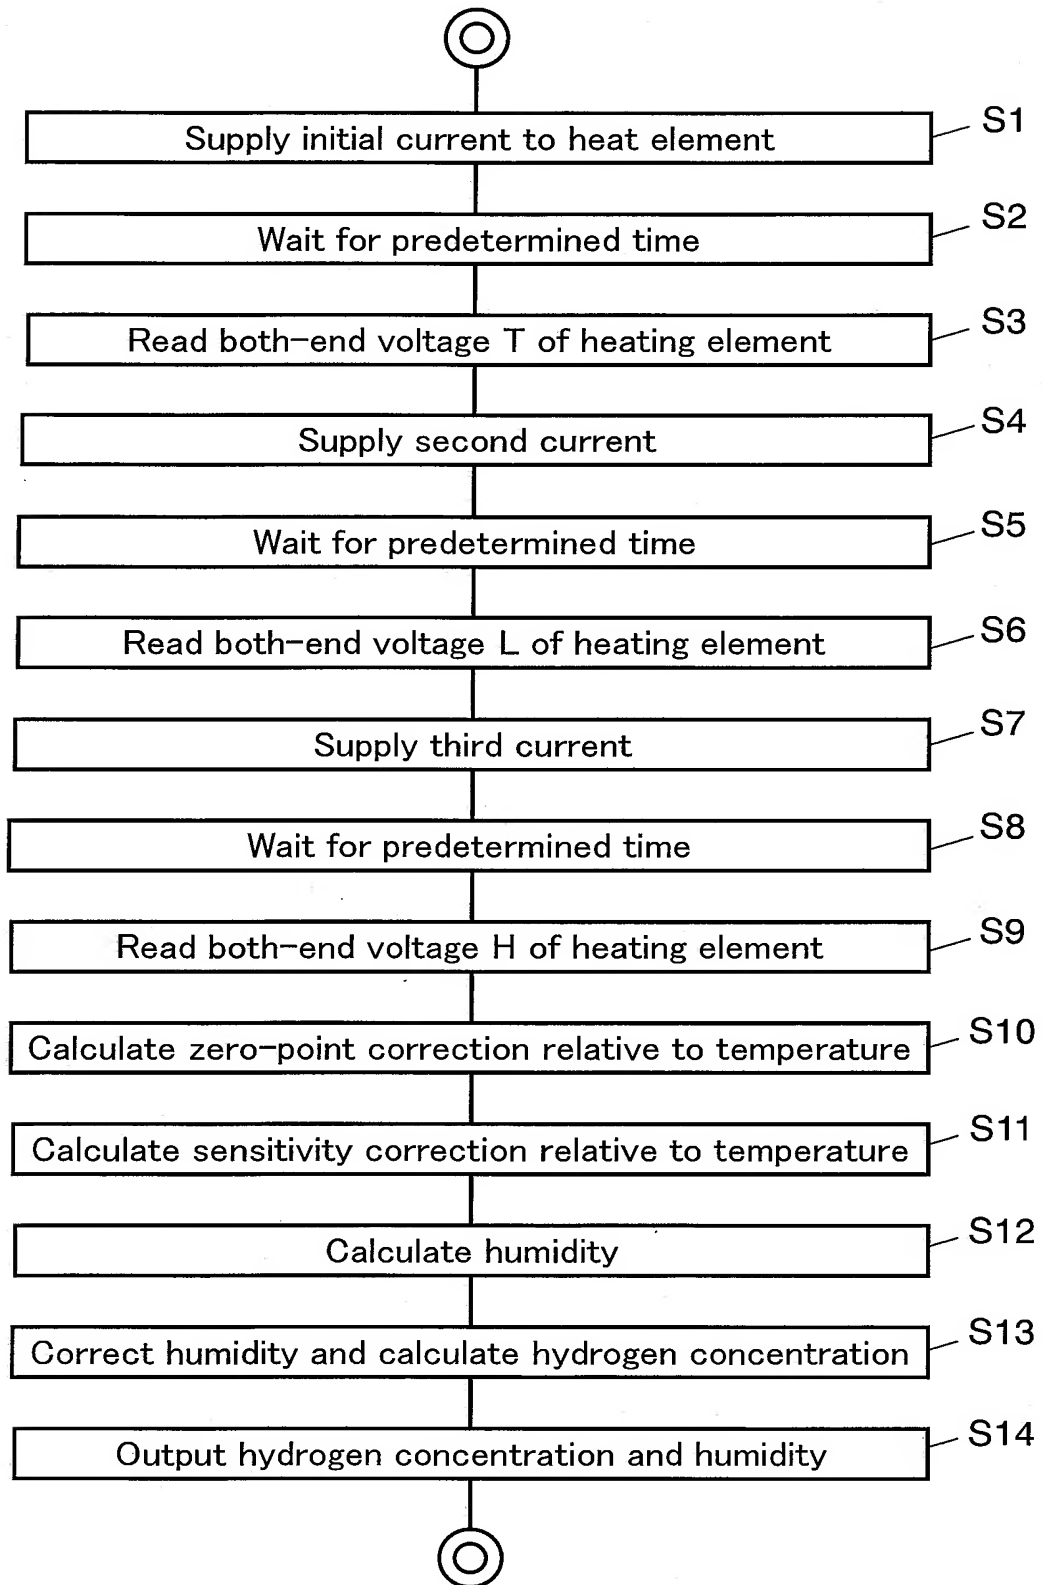 Supply initial current to heat element
S1
Wait for predetermined time
S2
Read both-end voltage T of heating element
S3
Supply second current
S4
Wait for predetermined time
S5
Read both-end voltage L of heating element
S6
Supply third current
S7
Wait for predetermined time
S8
Read both-end voltage H of heating element
S9
Calculate zero-point correction relative to temperature
S10
Calculate sensitivity correction relative to temperature
S11
Calculate humidity
S12
Correct humidity and calculate hydrogen concentration
S13
Output hydrogen concentration and humidity
S14